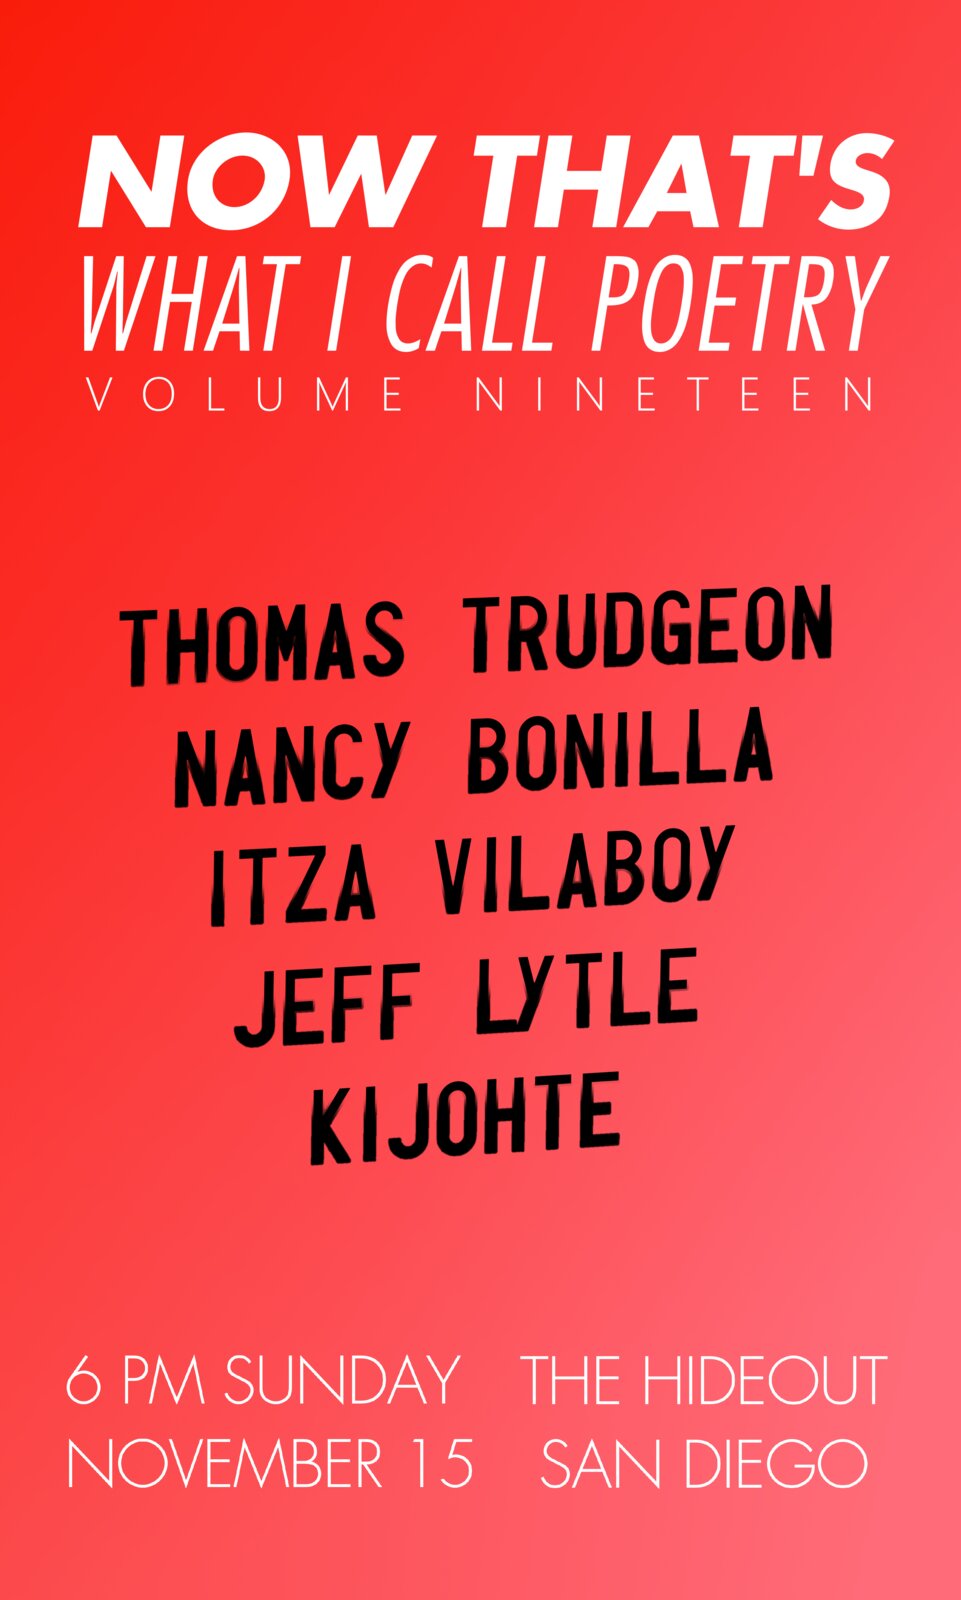 NOW THAT'S
WHAT I CALL POETRY
VOLUME NINETEEN
THOMAS TRUDGEON
NANCY BONILLA
ITZA VILABOY
JEFF LYTLE
KIJOHTE
6 PM SUNDAY
NOVEMBER 15
THE HIDEOUT
SAN DIEGO